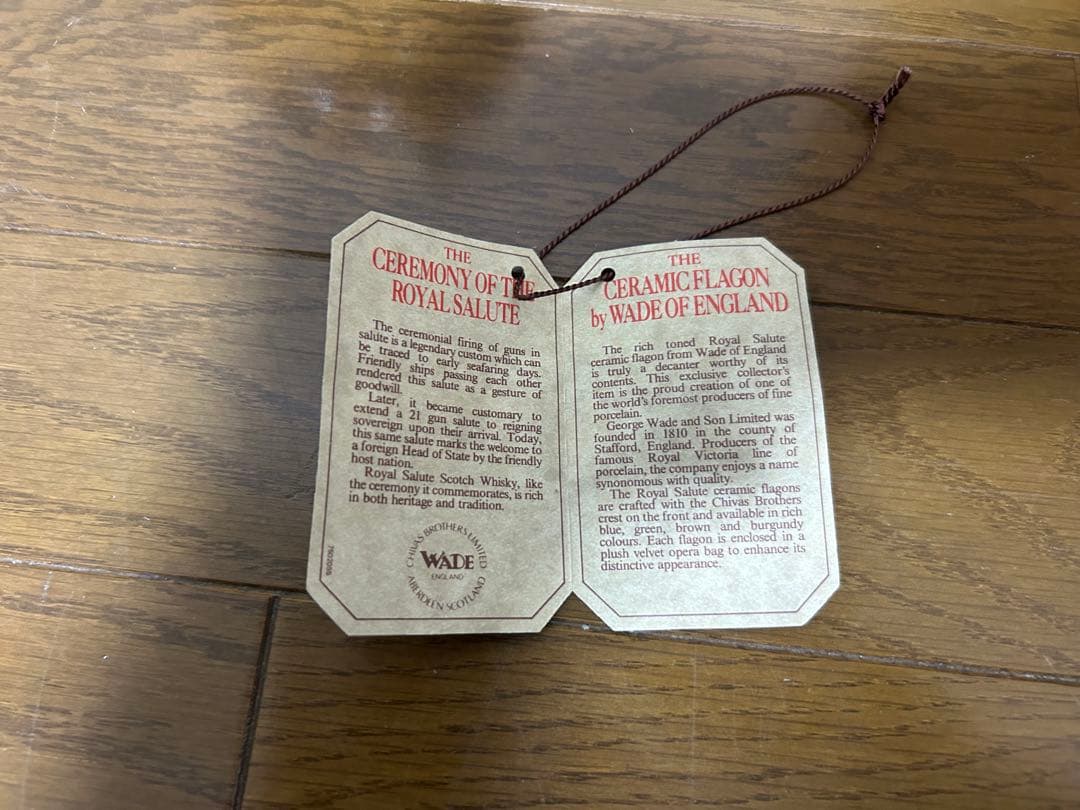 THE
CEREMONY OF THE
ROYAL SALUTE
The ceremonial firing of guns in
salute is a legendary custom which can
be traced to early seafaring days.
Friendly ships passing each other
rendered this salute as a gesture of
goodwill.
Later, it became customary to
extend a 21 gun salute to reigning
sovereign upon their arrival. Today,
this same salute marks the welcome to
a foreign Head of State by the friendly
host nation.
Royal Salute Scotch Whisky, like
the ceremony it commemorates, is rich
in both heritage and tradition.
CHIVAS BROTHERS LIMITED
WADE
ENGLAND
ABERDEEN SCOTLAND
THE
CERAMIC FLAGON
by WADE OF ENGLAND
The rich toned Royal Salute
ceramic flagon from Wade of England
is truly a decanter worthy of its
contents. This exclusive collector's
item is the proud creation of one of
the world's foremost producers of fine
porcelain.
George Wade and Son Limited was
founded in 1810 in the county of
Stafford, England. Producers of the
famous Royal Victoria line of
porcelain, the company enjoys a name
synonomous with quality.
The Royal Salute ceramic flagons
are crafted with the Chivas Brothers
crest on the front and available in rich
blue, green, brown and burgundy
colours. Each flagon is enclosed in a
plush velvet opera bag to enhance its
distinctive appearance.